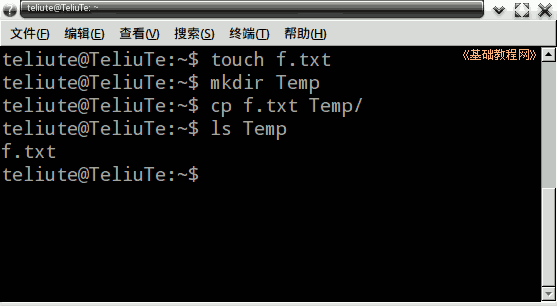 teliute@TeliuTe: ~
文件(F) 编辑(E) 查看(V) 搜索(S) 终端(T) 帮助(H)
teliute@TeliuTe:~$ touch f.txt
《基础教程网》
teliute@TeliuTe:~$ mkdir Temp
teliute@TeliuTe:~$ cp f.txt Temp/
teliute@TeliuTe:~$ ls Temp
f.txt
teliute@TeliuTe:~$